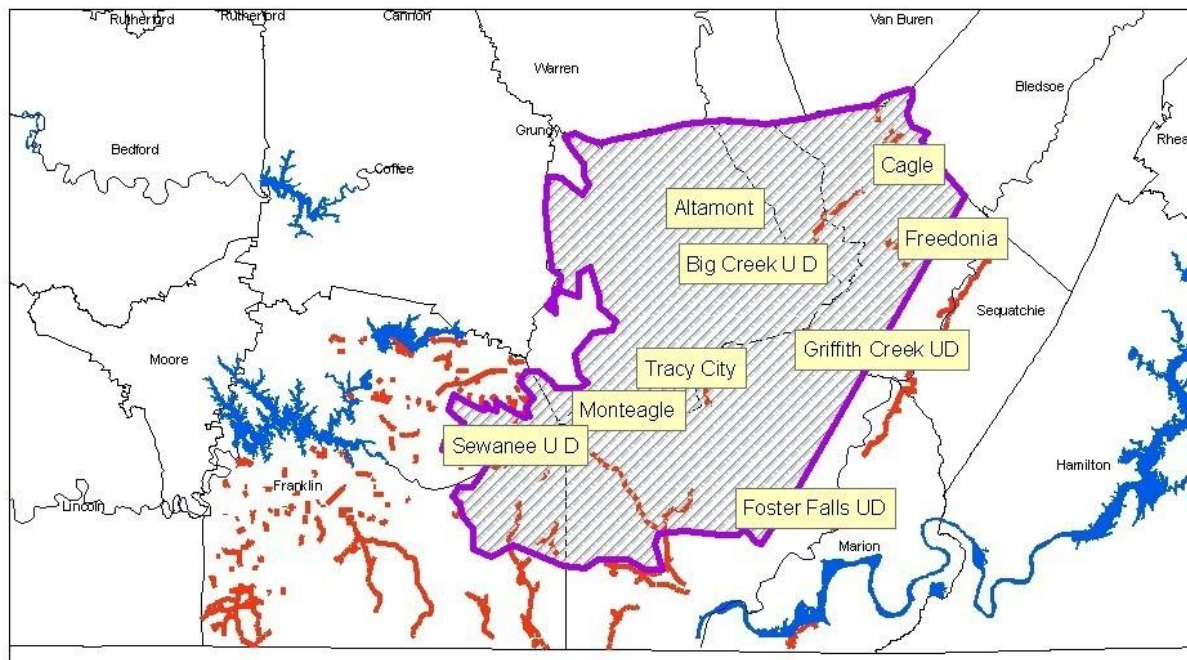 Rutherford
Rutherford
Cannon
Van Buren
Warren
Bledsoe
Grundy
Rhea
Bedford
Coffee
Cagle
Altamont
Freedonia
Big Creek U D
Sequatchie
Moore
Griffith Creek UD
Tracy City
Monteagle
Sewanee U D
Hamilton
Franklin
Lincoln
Foster Falls UD
Marion